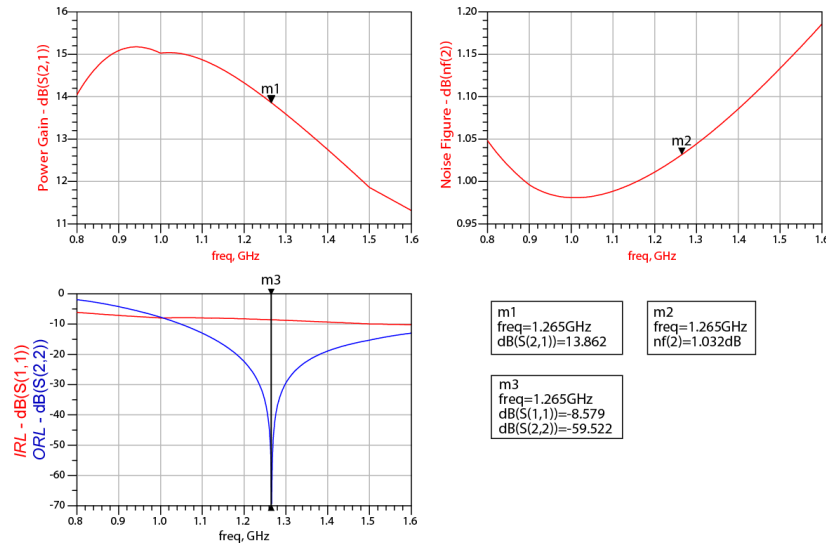 16
15
14
13
12
11
Power Gain - dB(S(2,1))
m1
0.8 0.9 1.0 1.1 1.2 1.3 1.4 1.5 1.6
freq, GHz
1.20
1.15
1.10
1.05
1.00
0.95
Noise Figure - dB(nf(2))
m2
0.8 0.9 1.0 1.1 1.2 1.3 1.4 1.5 1.6
freq, GHz
m3
0
-10
-20
-30
-40
-50
-60
-70
IRL - dB(S(1,1))
ORL - dB(S(2,2))
0.8 0.9 1.0 1.1 1.2 1.3 1.4 1.5 1.6
freq, GHz
m1
freq=1.265GHz
dB(S(2,1))=13.862
m2
freq=1.265GHz
nf(2)=1.032dB
m3
freq=1.265GHz
dB(S(1,1))=-8.579
dB(S(2,2))=-59.522